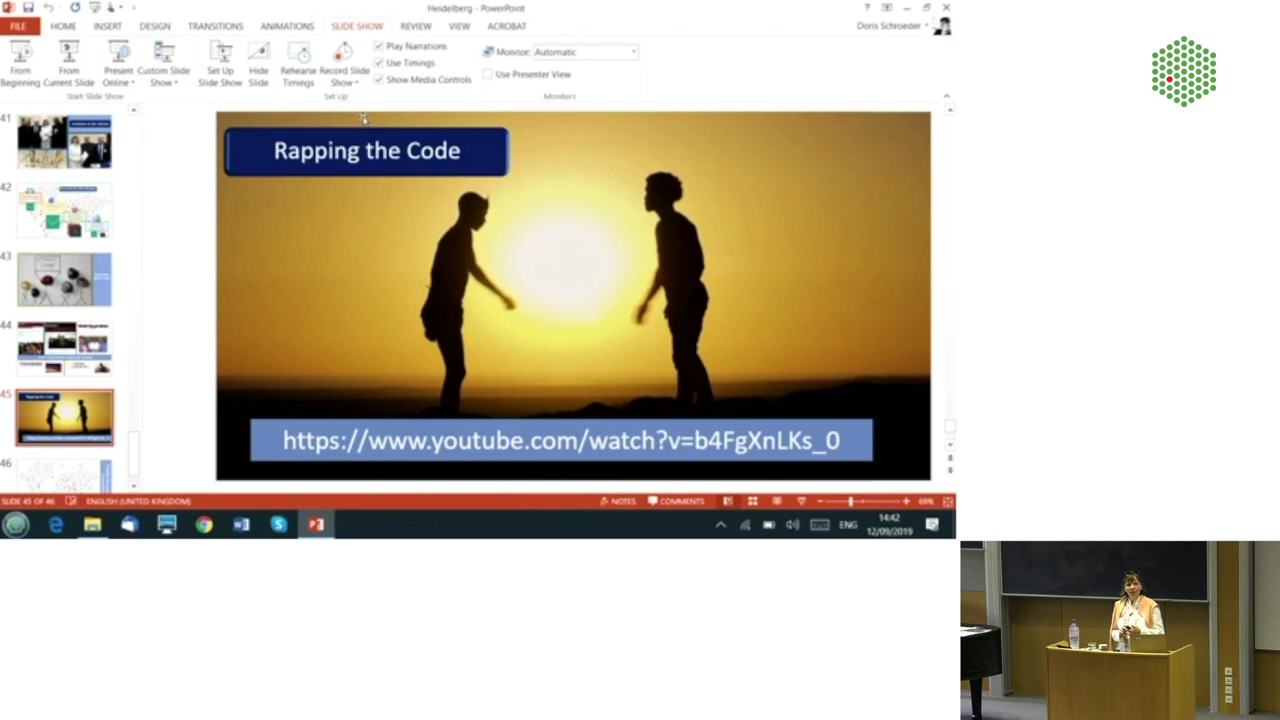 Heidelberg - PowerPoint
FILE HOME INSERT DESIGN TRANSITIONS ANIMATIONS SLIDE SHOW REVIEW VIEW ACROBAT
Doris Schroeder
From Beginning
From Current Slide
Present Online
Custom Slide Show
Set Up Slide Show
Hide Slide
Rehearse Timings
Record Slide Show
Play Narrations
Use Timings
Show Media Controls
Monitor: Automatic
Use Presenter View
Start Slide Show
Set Up
Monitors
41
42
43
44
45
46
Rapping the Code
https://www.youtube.com/watch?v=b4FgXnLKs_0
SLIDE 45 OF 46 ENGLISH (UNITED KINGDOM)
NOTES COMMENTS 69%
ENG
14:42
12/09/2019